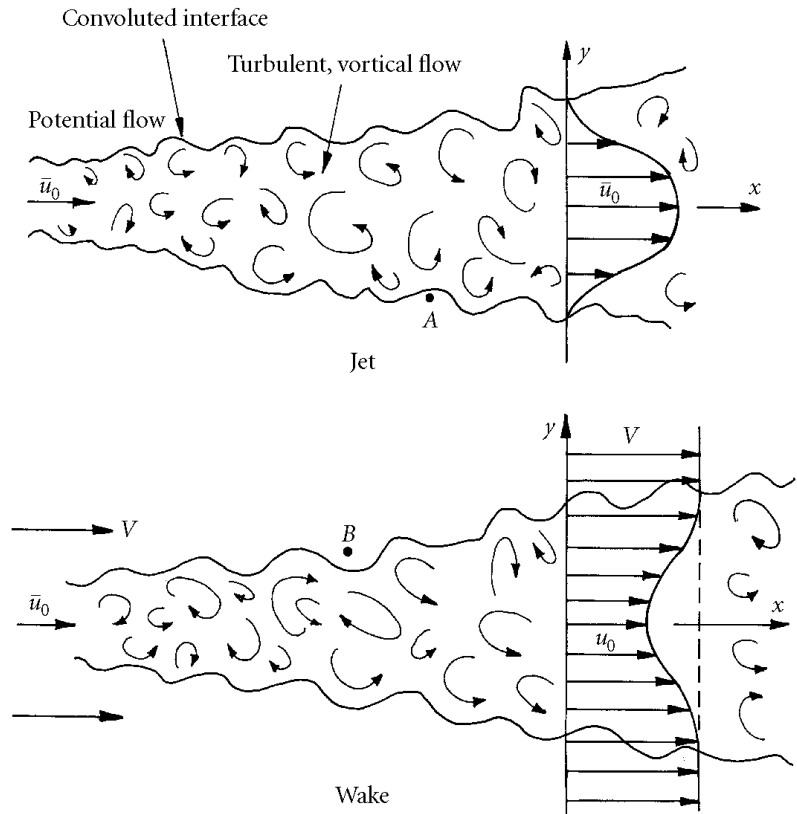 Convoluted interface
y
Turbulent, vortical flow
Potential flow
ū₀
ū₀
x
A
Jet
y
V
V
B
ū₀
u₀
x
Wake